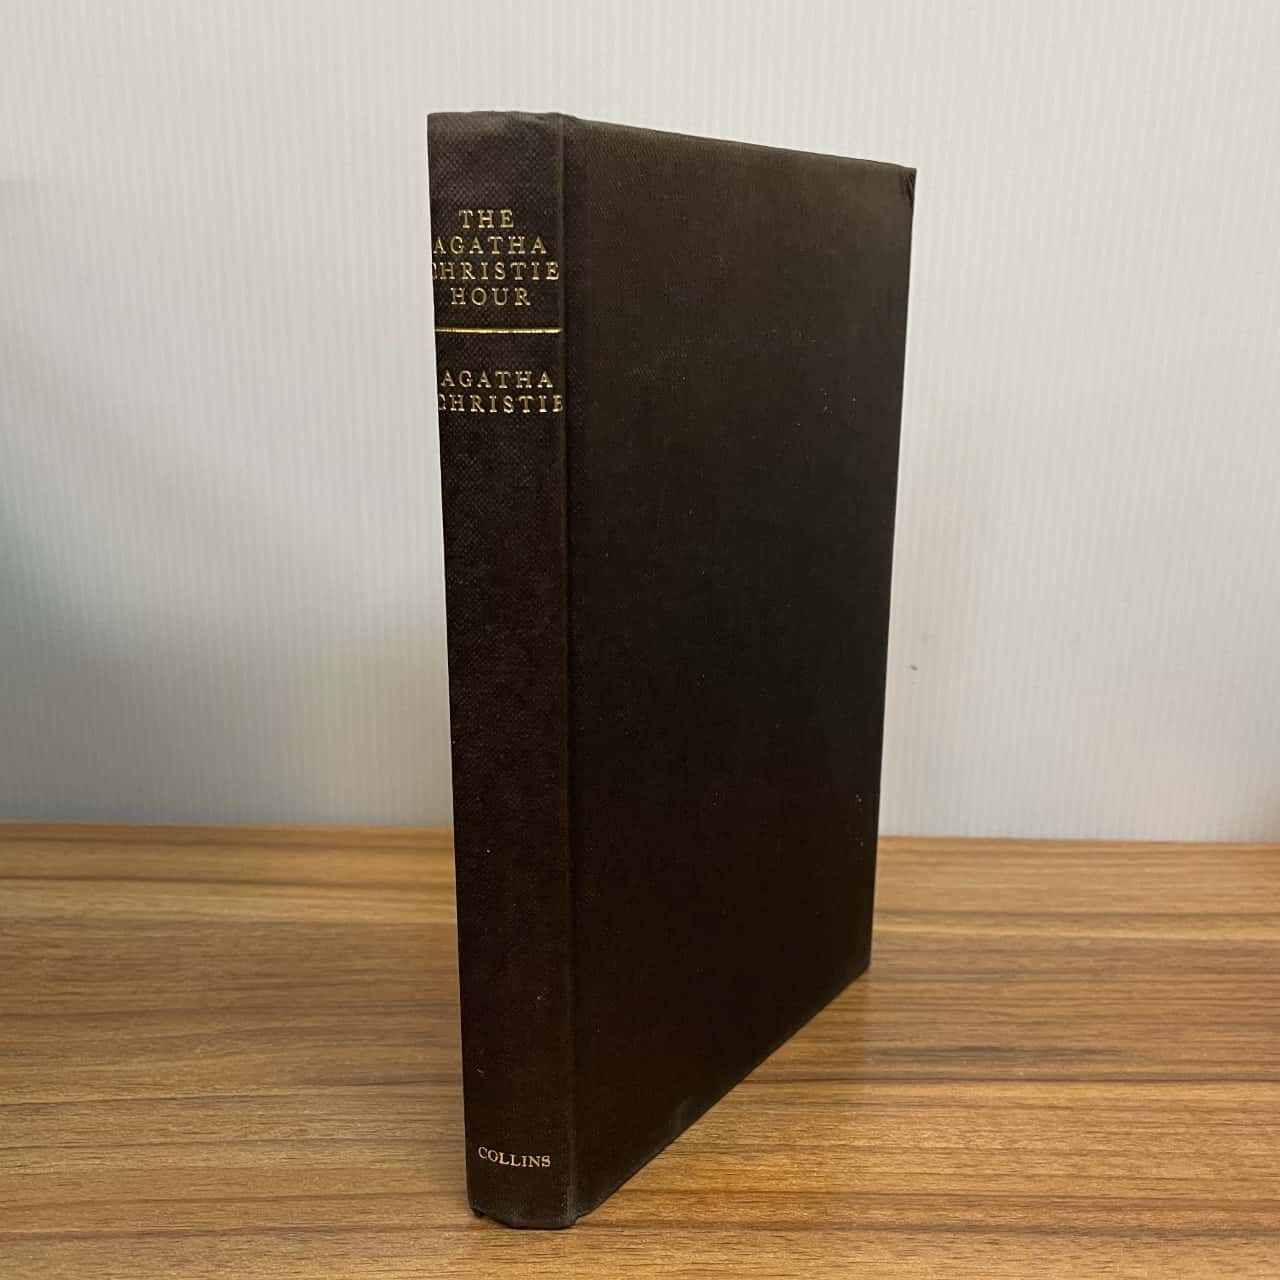 THE
AGATHA
CHRISTIE
HOUR
AGATHA
CHRISTIE
COLLINS